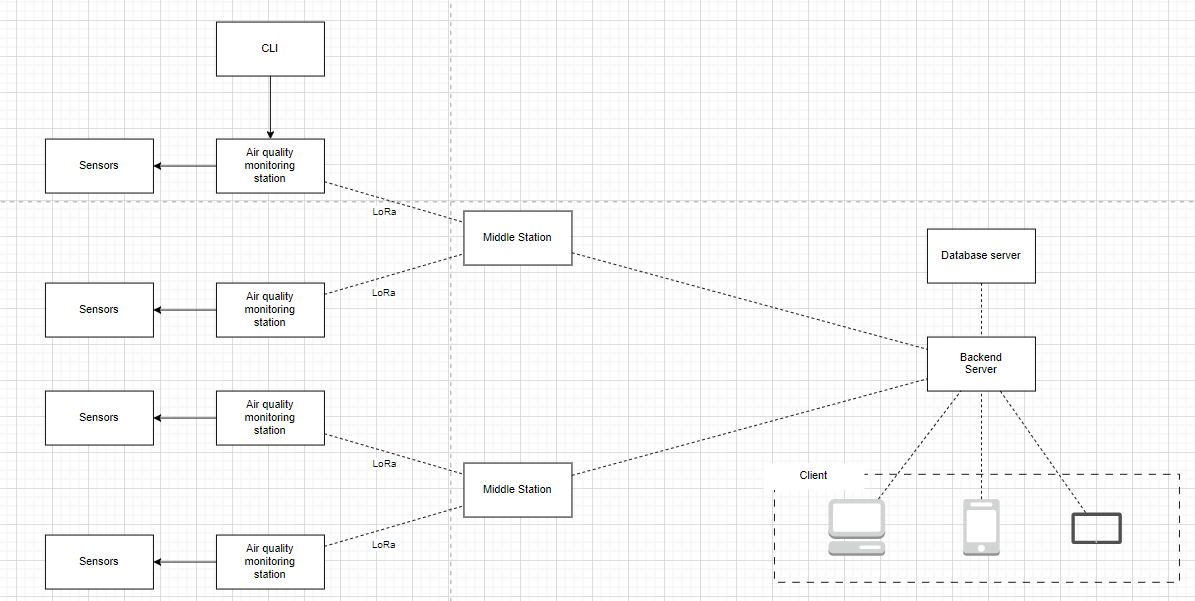 CLI
Sensors
Air quality
monitoring
station
LoRa
Middle Station
Database server
LoRa
Sensors
Air quality
monitoring
station
Backend
Server
Sensors
Air quality
monitoring
station
LoRa
Middle Station
Client
LoRa
Sensors
Air quality
monitoring
station